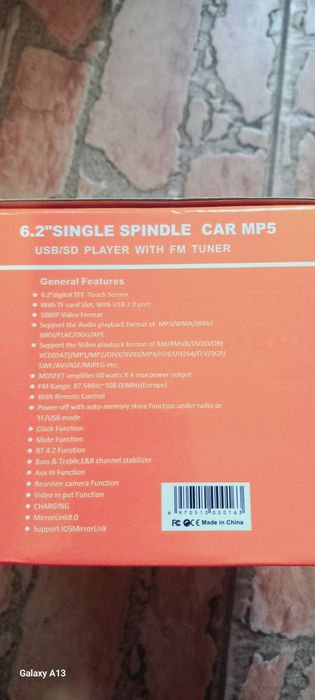 6.2"SINGLE SPINDLE CAR MP5
USB/SD PLAYER WITH FM TUNER
General Features
6.2"digital TFT Touch Screen
With TF card Slot, With USB 2.0 port.
1080P Video Format
Support the Audio playback format of MP3/WMA/WAV/
MKV/FLAC/OGG/APE.
Support the Video playback format of RM/RMVB/DVD(VOB)
VCD(DAT)/MP1/MP2/DIVX/XVID/MP4/H263/H264/FLV/3GP/
SWF/AVI/ASF/MJPEG etc;
MOSFET amplifier:60 watts X 4 max power output.
FM Range: 87.5MHz~108.00MHz(Europe)
With Remote Control
Power off with auto-memory store function under radio or
TF/USB mode
Clock Function
Mute Function
BT 4.2 Function
Bass & Treble,L&R channel stabilizer
Aux In Function
Rearvien camera Function
Video in put Function
CHARGING
MirrorLink8.0
Support IOSMirrorLink
6 970510 000163
FC CE Made in China
Galaxy A13